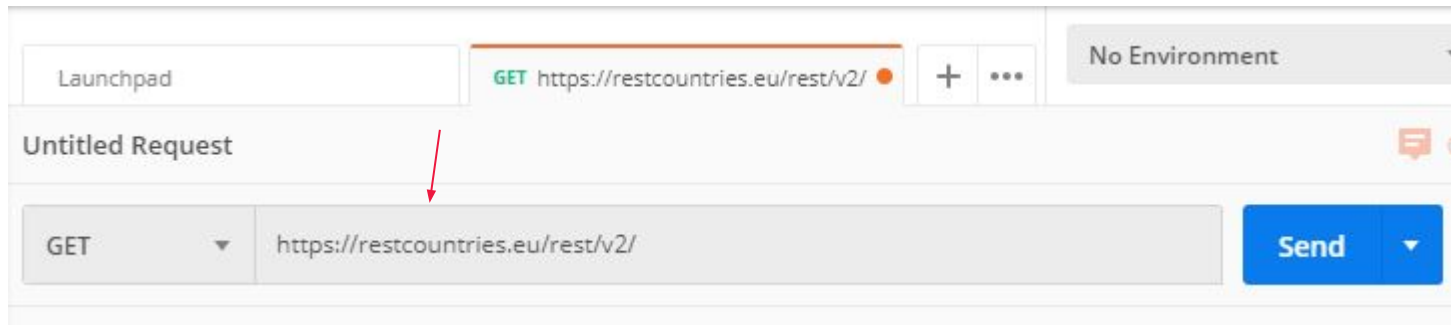 Launchpad
GET https://restcountries.eu/rest/v2/
No Environment
Untitled Request
GET
https://restcountries.eu/rest/v2/
Send